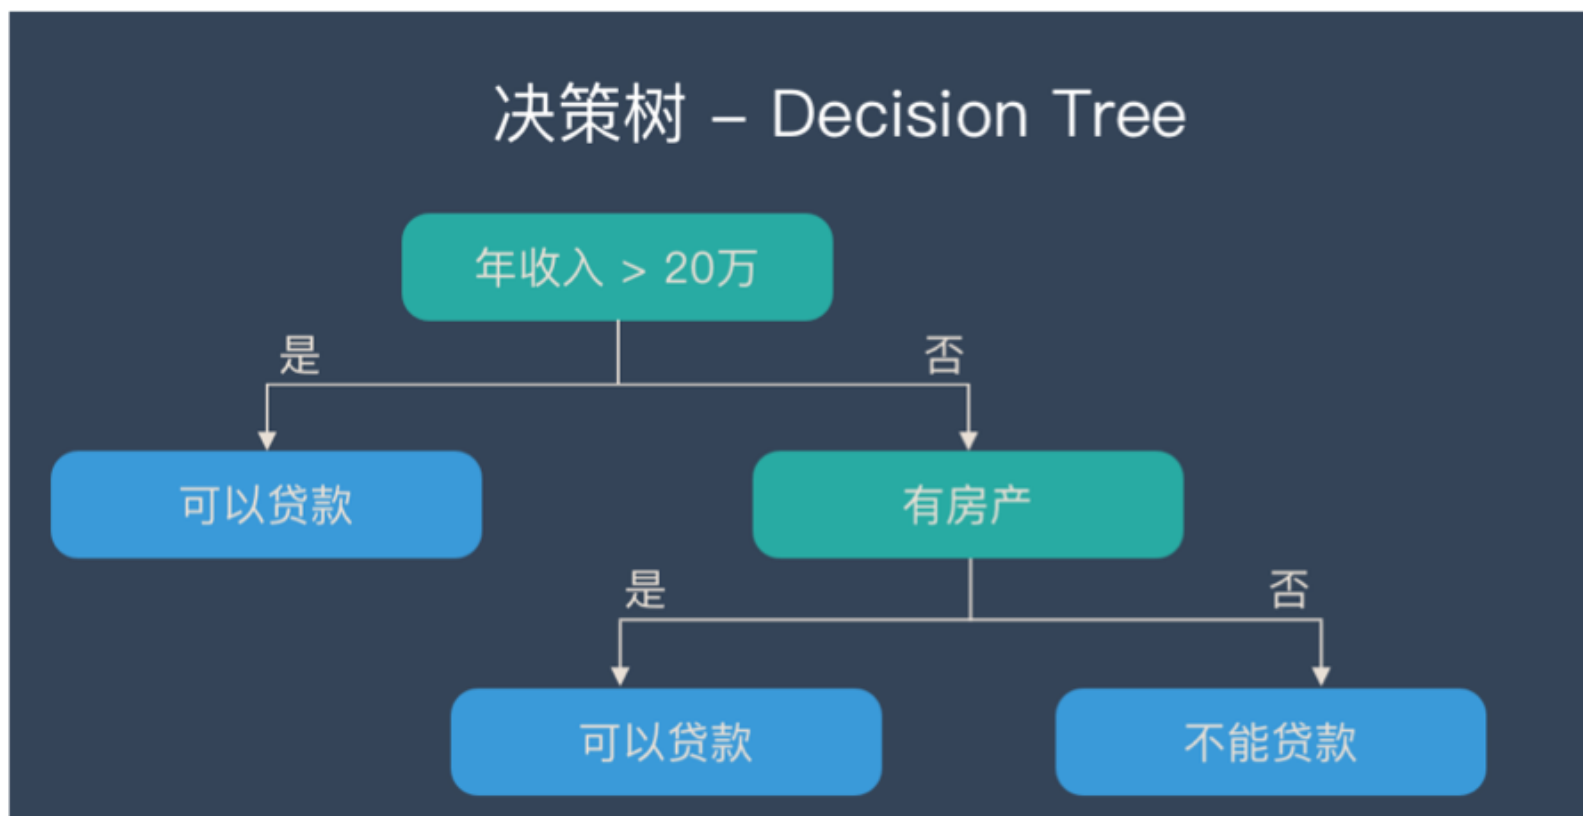 决策树 – Decision Tree
年收入 > 20万
是
否
可以贷款
有房产
是
否
可以贷款
不能贷款